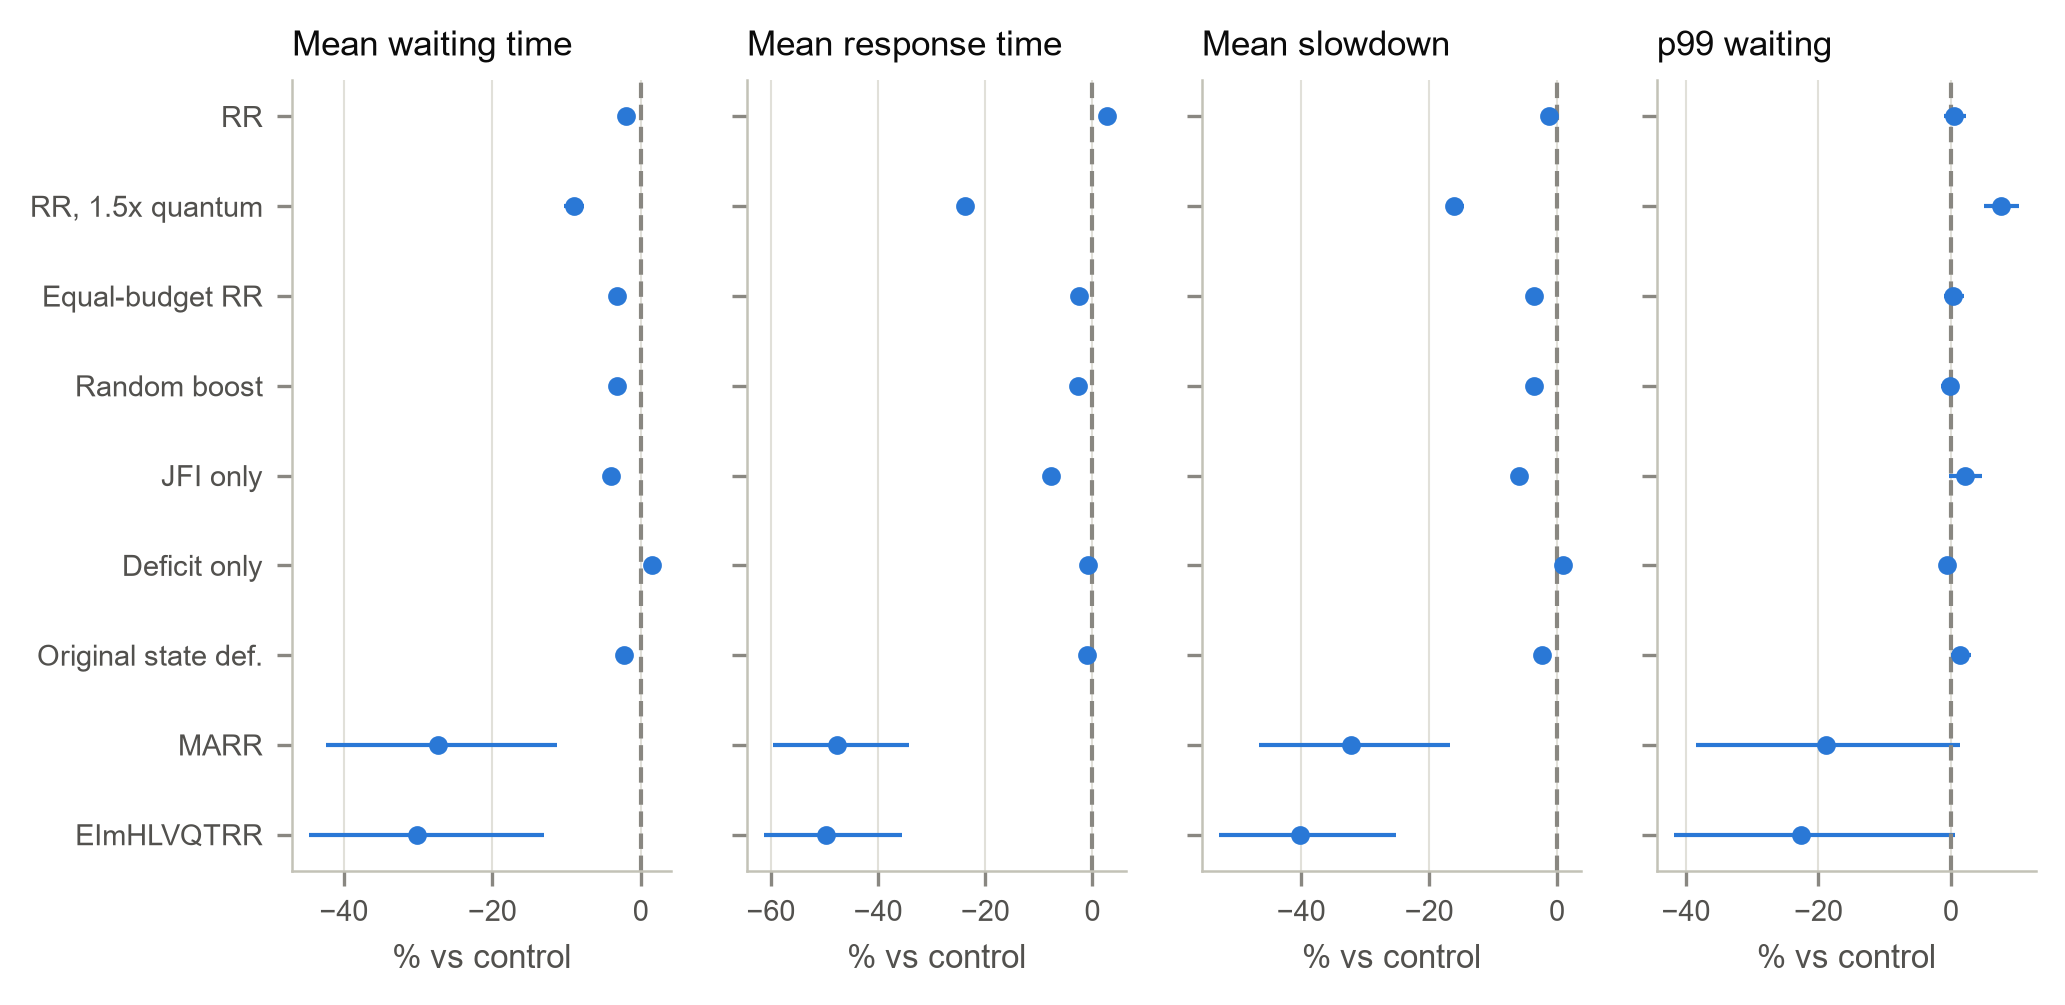 Mean waiting time
Mean response time
Mean slowdown
p99 waiting
RR
RR, 1.5x quantum
Equal-budget RR
Random boost
JFI only
Deficit only
Original state def.
MARR
EImHLVQTRR
−40 −20 0
−60 −40 −20 0
−40 −20 0
−40 −20 0
% vs control
% vs control
% vs control
% vs control